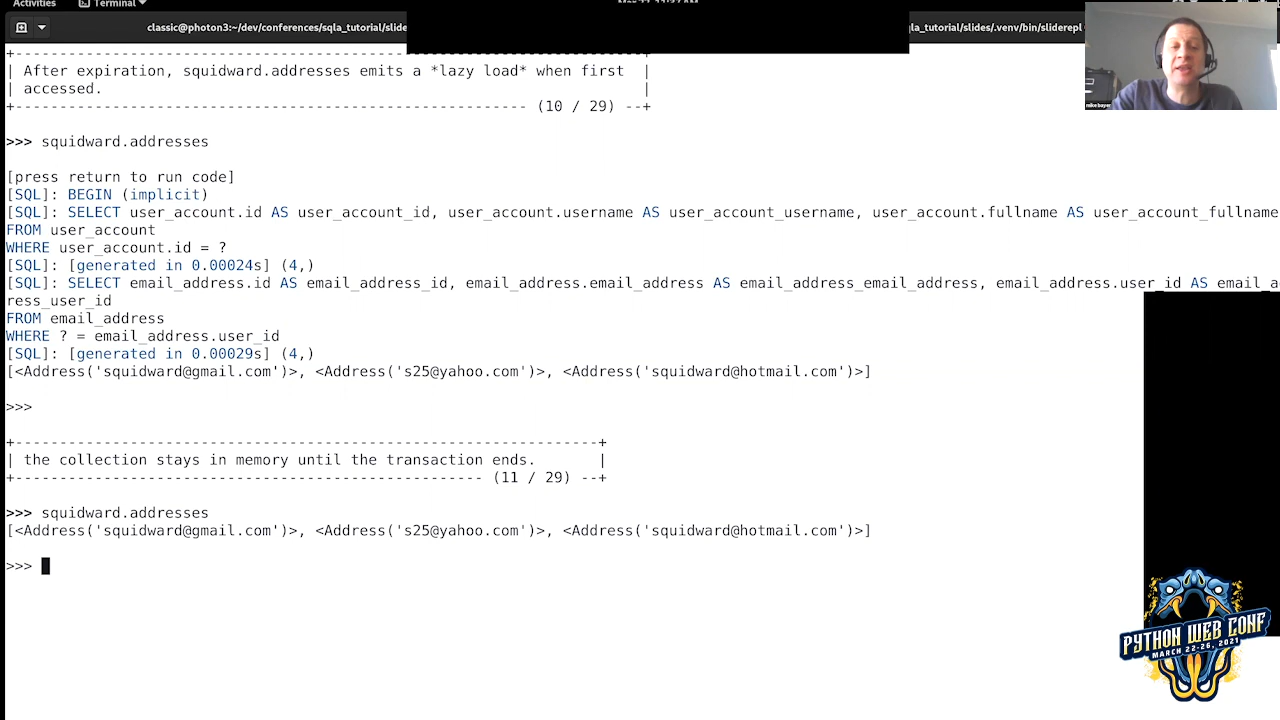 Activities Terminal
classic@photon3:~/dev/conferences/sqla_tutorial/slide
la_tutorial/slides/.venv/bin/sliderepl
mike bayer
+------------------------------------------------------------------------+
| After expiration, squidward.addresses emits a *lazy load* when first |
| accessed. |
+---------------------------------------------------------- (10 / 29) --+
>>> squidward.addresses
[press return to run code]
[SQL]: BEGIN (implicit)
[SQL]: SELECT user_account.id AS user_account_id, user_account.username AS user_account_username, user_account.fullname AS user_account_fullname
FROM user_account
WHERE user_account.id = ?
[SQL]: [generated in 0.00024s] (4,)
[SQL]: SELECT email_address.id AS email_address_id, email_address.email_address AS email_address_email_address, email_address.user_id AS email_a
ress_user_id
FROM email_address
WHERE ? = email_address.user_id
[SQL]: [generated in 0.00029s] (4,)
[<Address('squidward@gmail.com')>, <Address('s25@yahoo.com')>, <Address('squidward@hotmail.com')>]
>>>
+------------------------------------------------------------------+
| the collection stays in memory until the transaction ends. |
+----------------------------------------------------- (11 / 29) --+
>>> squidward.addresses
[<Address('squidward@gmail.com')>, <Address('s25@yahoo.com')>, <Address('squidward@hotmail.com')>]
>>>
PYTHON WEB CONF
MARCH 22-26, 2021